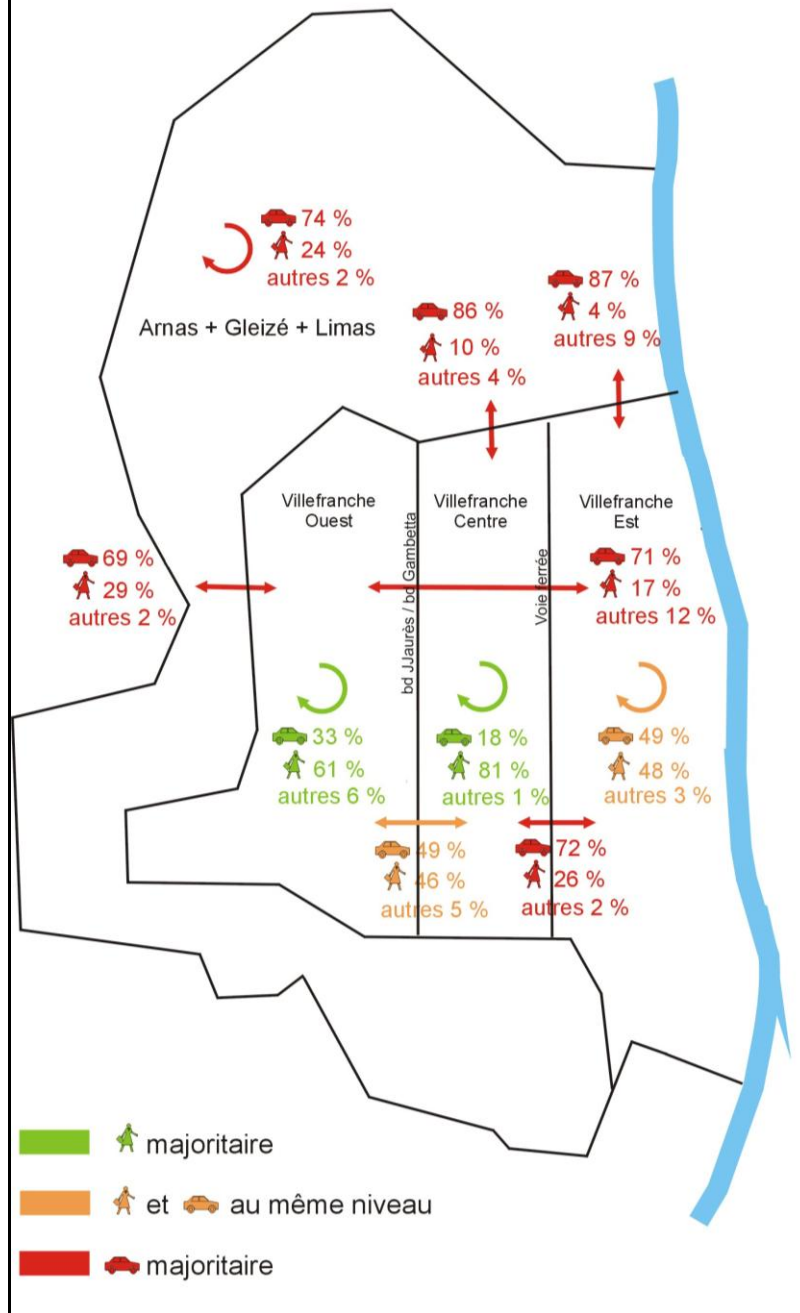 74 %
24 %
autres 2 %
Arnas + Gleizé + Limas
86 %
10 %
autres 4 %
87 %
4 %
autres 9 %
Villefranche
Ouest
bd JJaurès / bd Gambetta
Villefranche
Centre
Voie ferrée
Villefranche
Est
69 %
29 %
autres 2 %
71 %
17 %
autres 12 %
33 %
61 %
autres 6 %
18 %
81 %
autres 1 %
49 %
48 %
autres 3 %
49 %
46 %
autres 5 %
72 %
26 %
autres 2 %
majoritaire
et au même niveau
majoritaire